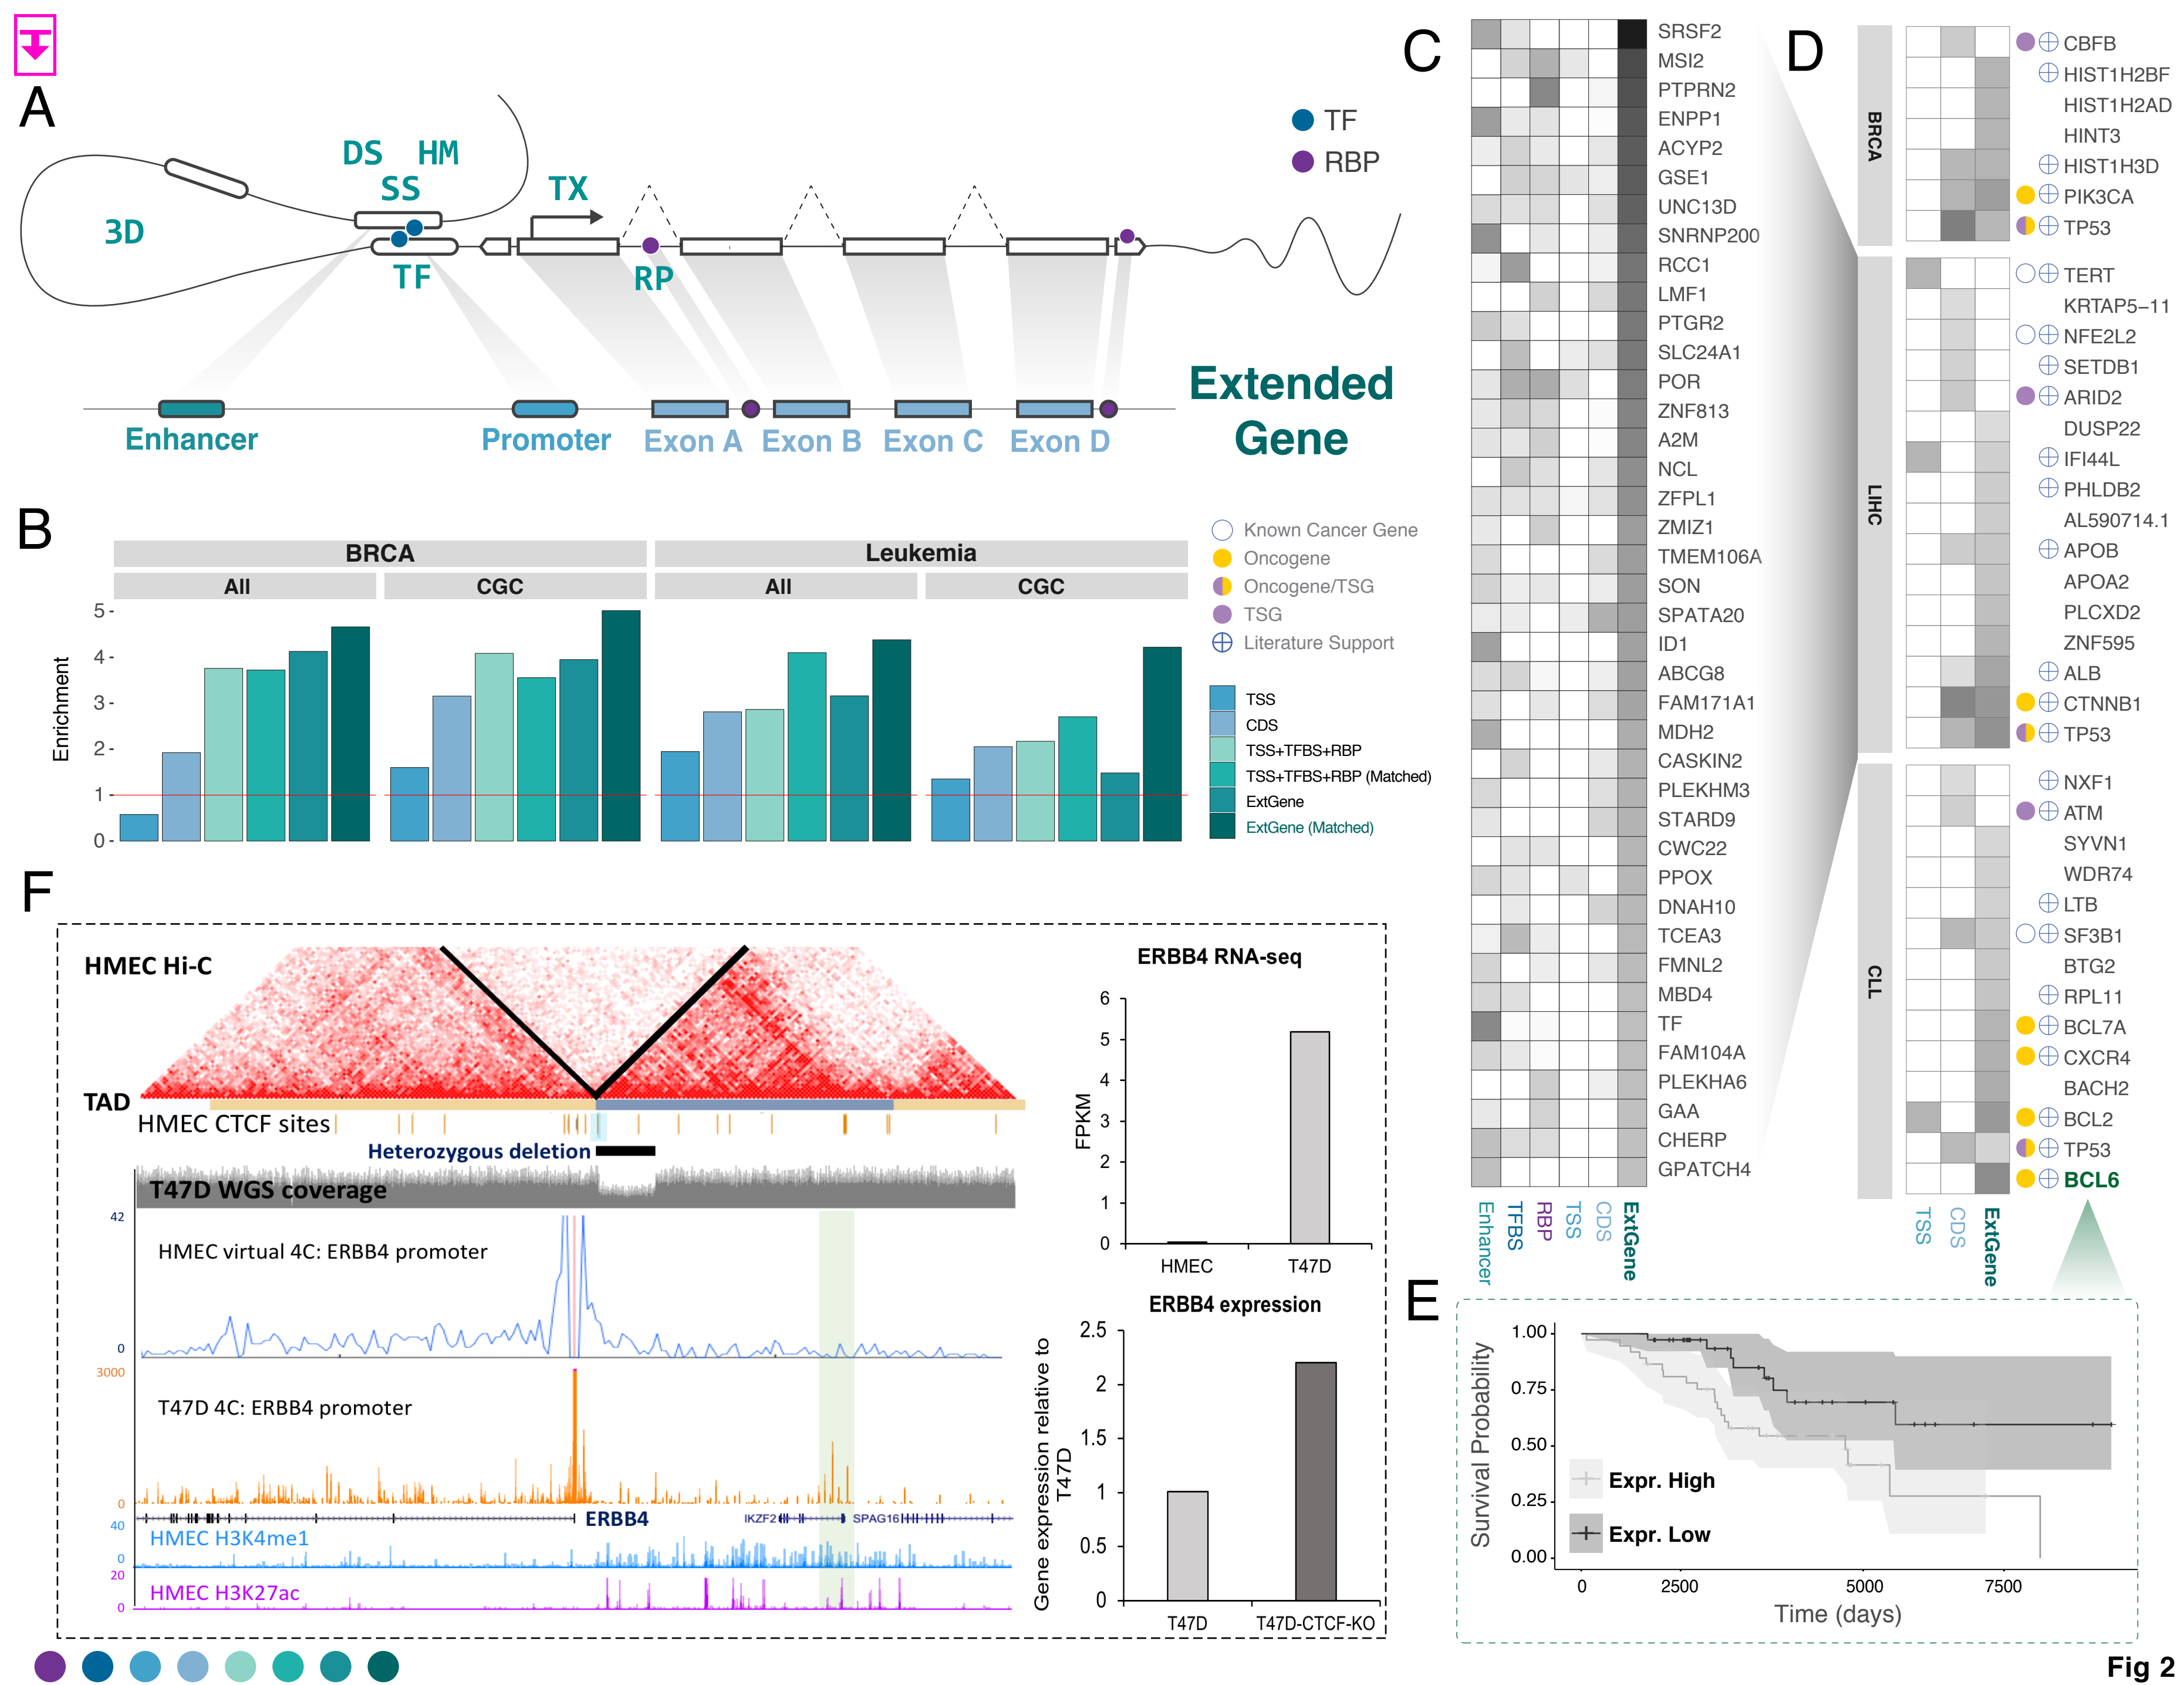 A
DS HM
SS
TX
3D
TF
RP
TF
RBP
Extended
Gene
Enhancer
Promoter
Exon A
Exon B
Exon C
Exon D
B
BRCA
Leukemia
All
CGC
All
CGC
Enrichment
5
4
3
2
1
0
Known Cancer Gene
Oncogene
Oncogene/TSG
TSG
Literature Support
TSS
CDS
TSS+TFBS+RBP
TSS+TFBS+RBP (Matched)
ExtGene
ExtGene (Matched)
C
SRSF2
MSI2
PTPRN2
ENPP1
ACYP2
GSE1
UNC13D
SNRNP200
RCC1
LMF1
PTGR2
SLC24A1
POR
ZNF813
A2M
NCL
ZFPL1
ZMIZ1
TMEM106A
SON
SPATA20
ID1
ABCG8
FAM171A1
MDH2
CASKIN2
PLEKHM3
STARD9
CWC22
PPOX
DNAH10
TCEA3
FMNL2
MBD4
TF
FAM104A
PLEKHA6
GAA
CHERP
GPATCH4
Enhancer
TFBS
RBP
TSS
CDS
ExtGene
D
BRCA
CBFB
HIST1H2BF
HIST1H2AD
HINT3
HIST1H3D
PIK3CA
TP53
LIHC
TERT
KRTAP5−11
NFE2L2
SETDB1
ARID2
DUSP22
IFI44L
PHLDB2
AL590714.1
APOB
APOA2
PLCXD2
ZNF595
ALB
CTNNB1
TP53
CLL
NXF1
ATM
SYVN1
WDR74
LTB
SF3B1
BTG2
RPL11
BCL7A
CXCR4
BACH2
BCL2
TP53
BCL6
TSS
CDS
ExtGene
E
Survival Probability
1.00
0.75
0.50
0.25
0.00
Expr. High
Expr. Low
0
2500
5000
7500
Time (days)
F
HMEC Hi-C
TAD
HMEC CTCF sites
Heterozygous deletion
T47D WGS coverage
42
HMEC virtual 4C: ERBB4 promoter
0
3000
T47D 4C: ERBB4 promoter
0
ERBB4
IKZF2
SPAG16
40
HMEC H3K4me1
0
20
HMEC H3K27ac
0
ERBB4 RNA-seq
FPKM
6
5
4
3
2
1
0
HMEC
T47D
ERBB4 expression
Gene expression relative to
T47D
2.5
2
1.5
1
0.5
0
T47D
T47D-CTCF-KO
Fig 2